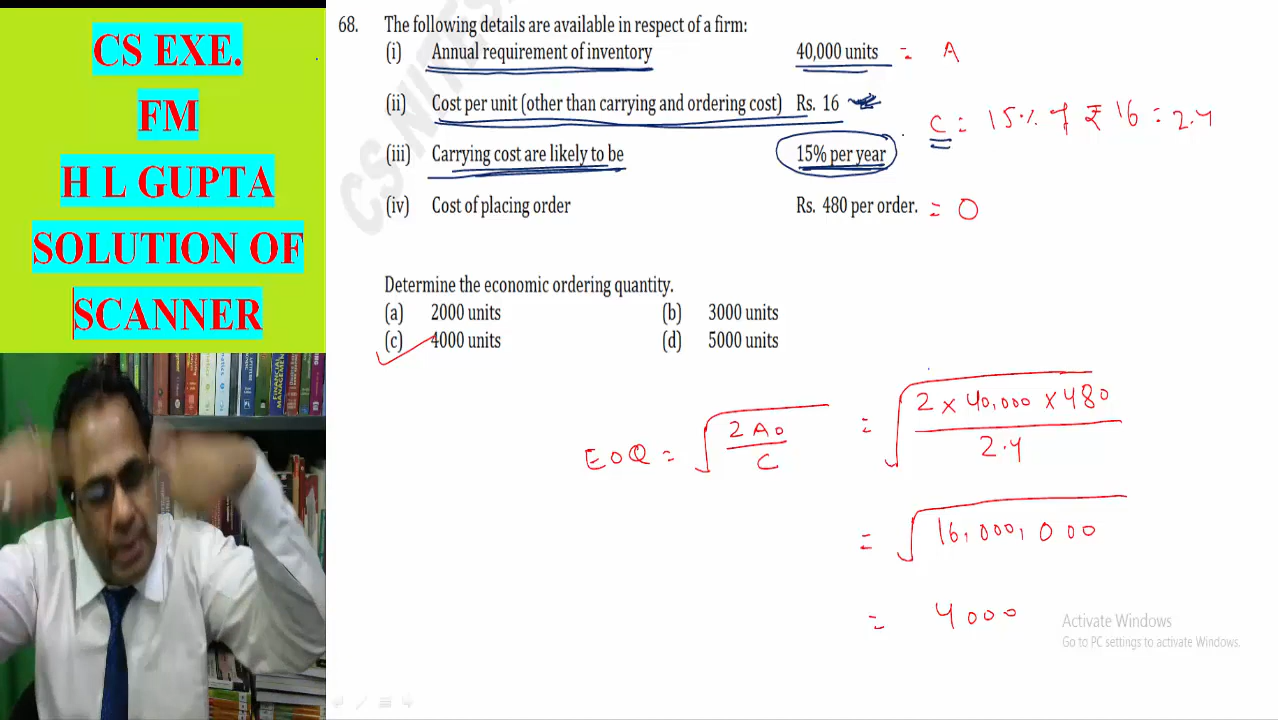 CS EXE.
FM
H L GUPTA
SOLUTION OF
SCANNER
68. The following details are available in respect of a firm:
(i) Annual requirement of inventory 40,000 units = A
(ii) Cost per unit (other than carrying and ordering cost) Rs. 16
C = 15% of ₹ 16 = 2.4
(iii) Carrying cost are likely to be 15% per year
(iv) Cost of placing order Rs. 480 per order. = O
Determine the economic ordering quantity.
(a) 2000 units (b) 3000 units
(c) 4000 units (d) 5000 units
EOQ = √2AO/C = √2 × 40,000 × 480/2.4
= √16,000,000
= 4000
Activate Windows
Go to PC settings to activate Windows.